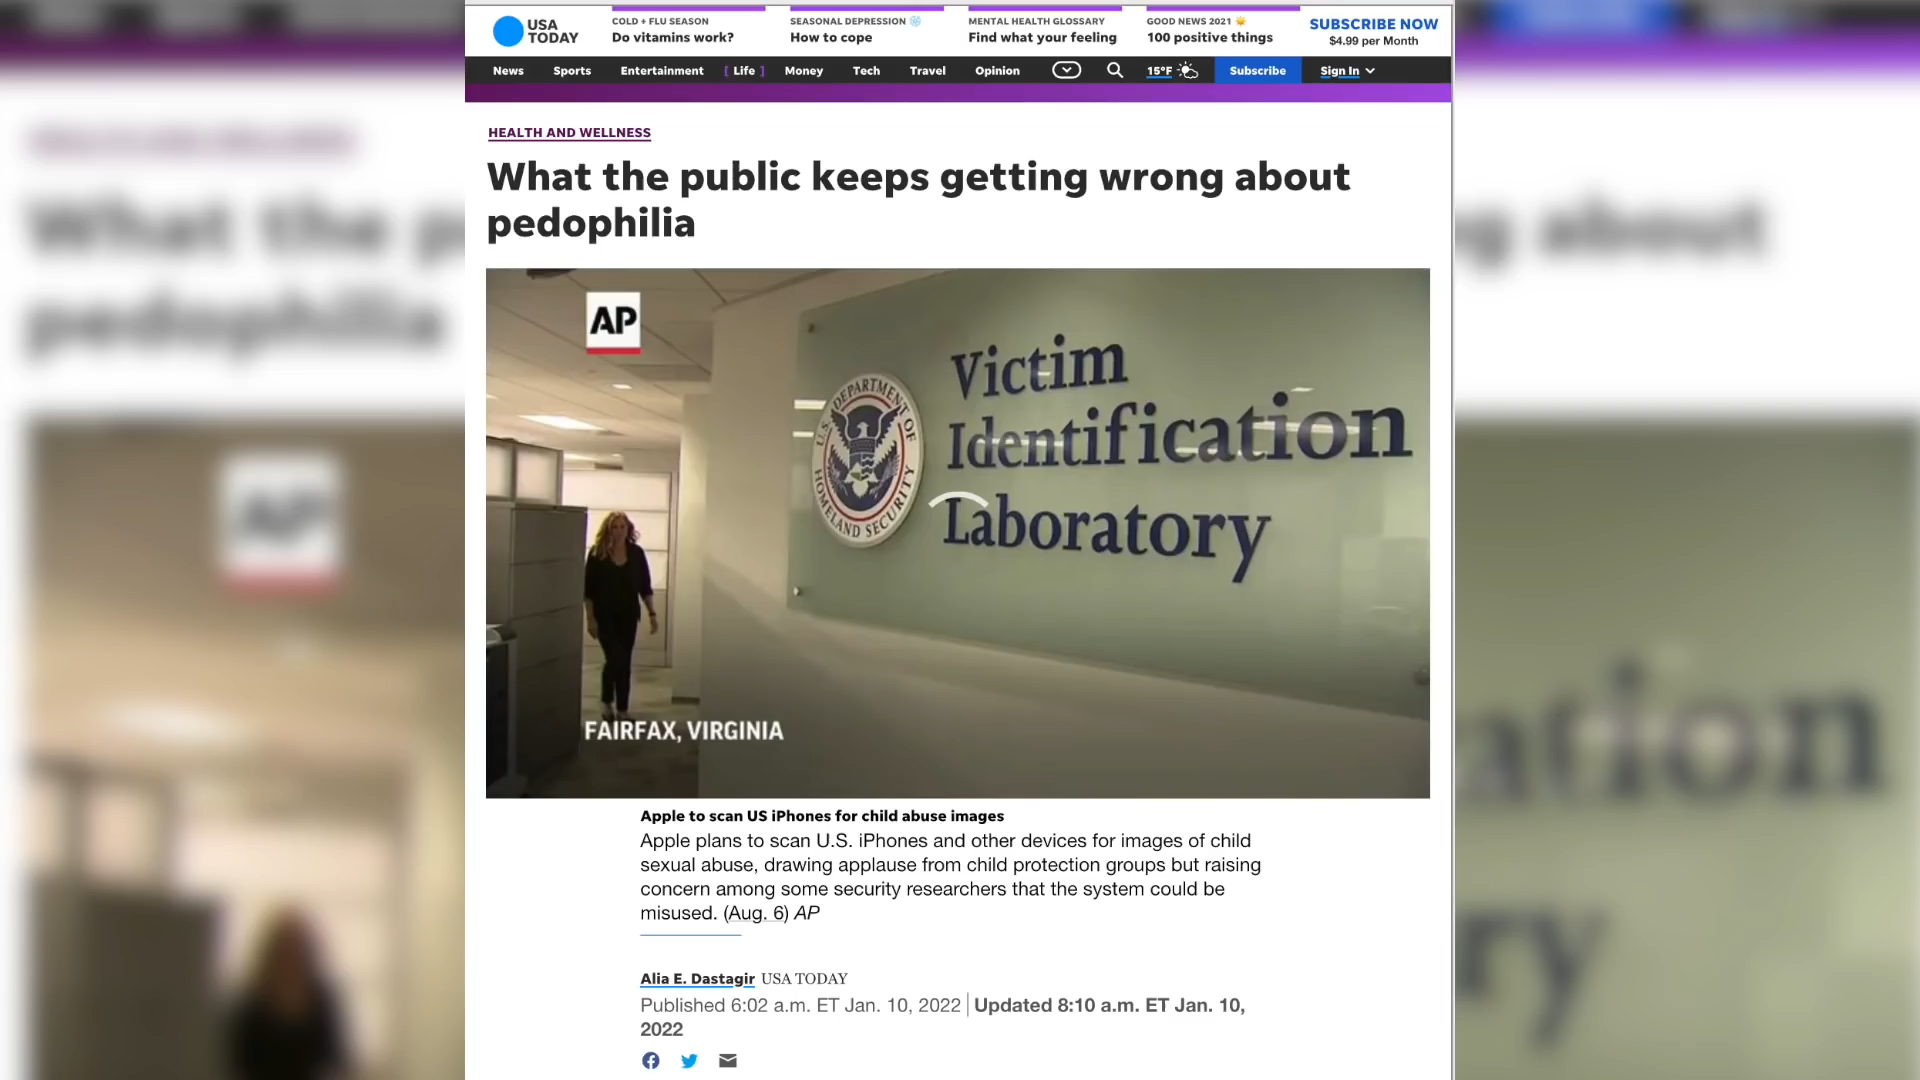 USA
TODAY
COLD + FLU SEASON
Do vitamins work?
SEASONAL DEPRESSION
How to cope
MENTAL HEALTH GLOSSARY
Find what your feeling
GOOD NEWS 2021
100 positive things
SUBSCRIBE NOW
$4.99 per Month
News Sports Entertainment [ Life ] Money Tech Travel Opinion 15°F Subscribe Sign In
HEALTH AND WELLNESS
What the public keeps getting wrong about
pedophilia
AP
Victim
Identification
Laboratory
U.S. DEPARTMENT OF
HOMELAND SECURITY
FAIRFAX, VIRGINIA
Apple to scan US iPhones for child abuse images
Apple plans to scan U.S. iPhones and other devices for images of child
sexual abuse, drawing applause from child protection groups but raising
concern among some security researchers that the system could be
misused. (Aug. 6) AP
Alia E. Dastagir USA TODAY
Published 6:02 a.m. ET Jan. 10, 2022 | Updated 8:10 a.m. ET Jan. 10,
2022